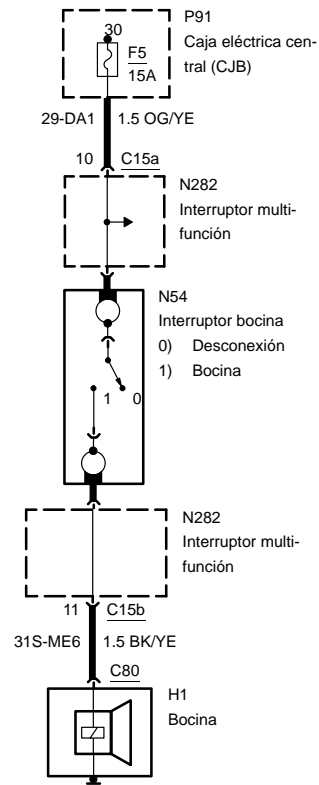 P91
30
Caja eléctrica cen-
tral (CJB)
F5
15A
29-DA1 1.5 OG/YE
10 C15a
N282
Interruptor multi-
función
N54
Interruptor bocina
0) Desconexión
1) Bocina
1 0
N282
Interruptor multi-
función
11 C15b
31S-ME6 1.5 BK/YE
C80
H1
Bocina